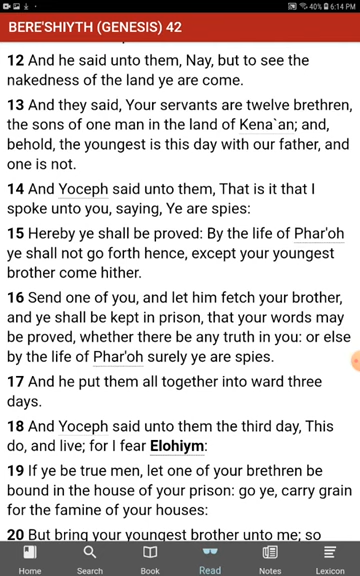 40% 6:14 PM
BERE'SHIYTH (GENESIS) 42
12 And he said unto them, Nay, but to see the
nakedness of the land ye are come.
13 And they said, Your servants are twelve brethren,
the sons of one man in the land of Kena`an; and,
behold, the youngest is this day with our father, and
one is not.
14 And Yoceph said unto them, That is it that I
spoke unto you, saying, Ye are spies:
15 Hereby ye shall be proved: By the life of Phar'oh
ye shall not go forth hence, except your youngest
brother come hither.
16 Send one of you, and let him fetch your brother,
and ye shall be kept in prison, that your words may
be proved, whether there be any truth in you: or else
by the life of Phar'oh surely ye are spies.
17 And he put them all together into ward three
days.
18 And Yoceph said unto them the third day, This
do, and live; for I fear Elohiym:
19 If ye be true men, let one of your brethren be
bound in the house of your prison: go ye, carry grain
for the famine of your houses:
20 But bring your youngest brother unto me; so
Home Search Book Read Notes Lexicon